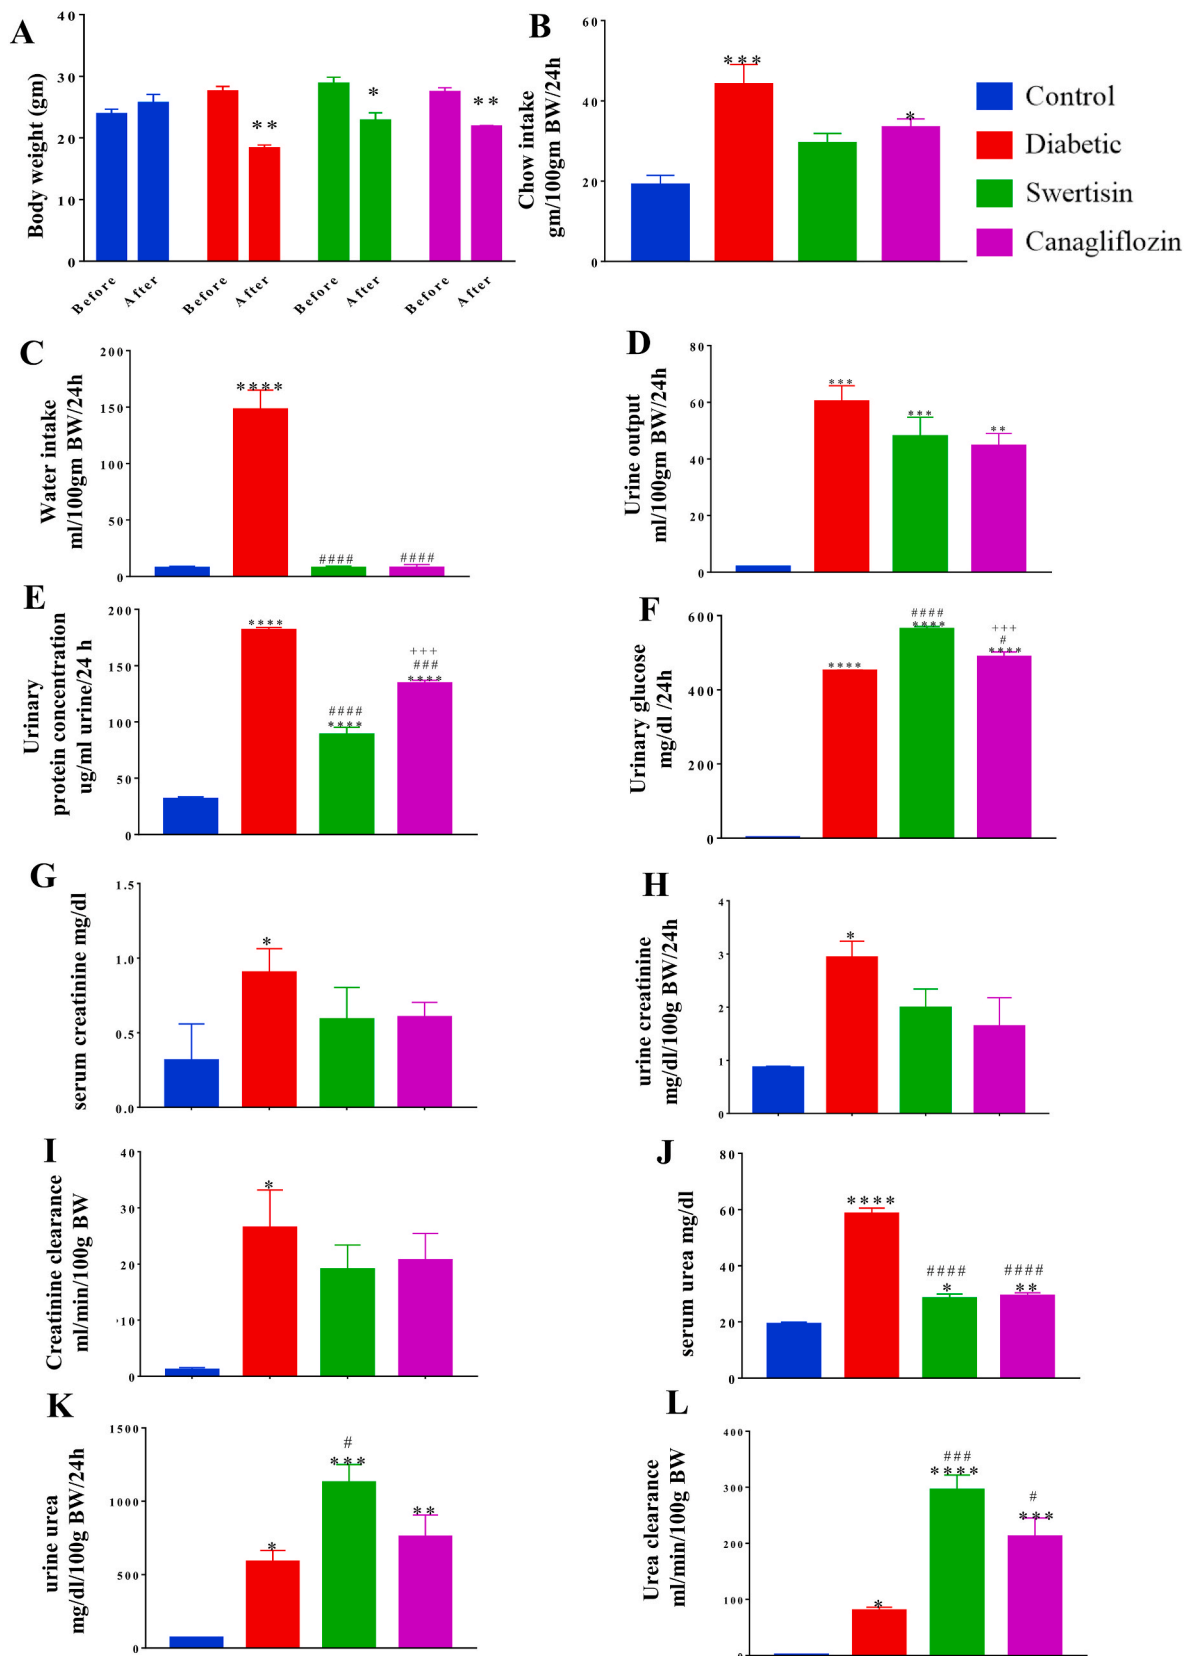 A
Body weight (gm)
40
30
20
10
0
**
*
**
Before
After
Before
After
Before
After
Before
After
B
Chow intake
gm/100gm BW/24h
60
40
20
0
***
*
Control
Diabetic
Swertisin
Canagliflozin
C
Water intake
ml/100gm BW/24h
200
150
100
50
0
****
####
####
D
Urine output
ml/100gm BW/24h
80
60
40
20
0
***
***
**
E
Urinary
protein concentration
ug/ml urine/24 h
200
150
100
50
0
****
####
****
+++
###
****
F
Urinary glucose
mg/dl /24h
600
400
200
0
****
####
****
+++
#
****
G
serum creatinine mg/dl
1.5
1.0
0.5
0.0
*
H
urine creatinine
mg/dl/100g BW/24h
4
3
2
1
0
*
I
Creatinine clearance
ml/min/100g BW
40
30
20
10
0
*
J
serum urea mg/dl
80
60
40
20
0
****
####
*
####
**
K
urine urea
mg/dl/100g BW/24h
1500
1000
500
0
*
#
***
**
L
Urea clearance
ml/min/100g BW
400
300
200
100
0
*
###
****
#
***